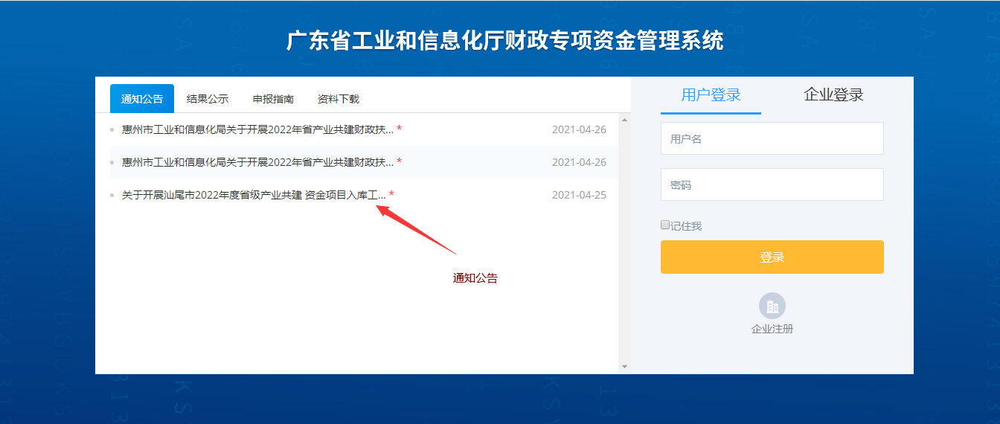 广东省工业和信息化厅财政专项资金管理系统
通知公告 结果公示 申报指南 资料下载
惠州市工业和信息化局关于开展2022年省产业共建财政扶... * 2021-04-26
惠州市工业和信息化局关于开展2022年省产业共建财政扶... * 2021-04-26
关于开展汕尾市2022年度省级产业共建 资金项目入库工... * 2021-04-25
通知公告
用户登录 企业登录
用户名
密码
记住我
登录
企业注册